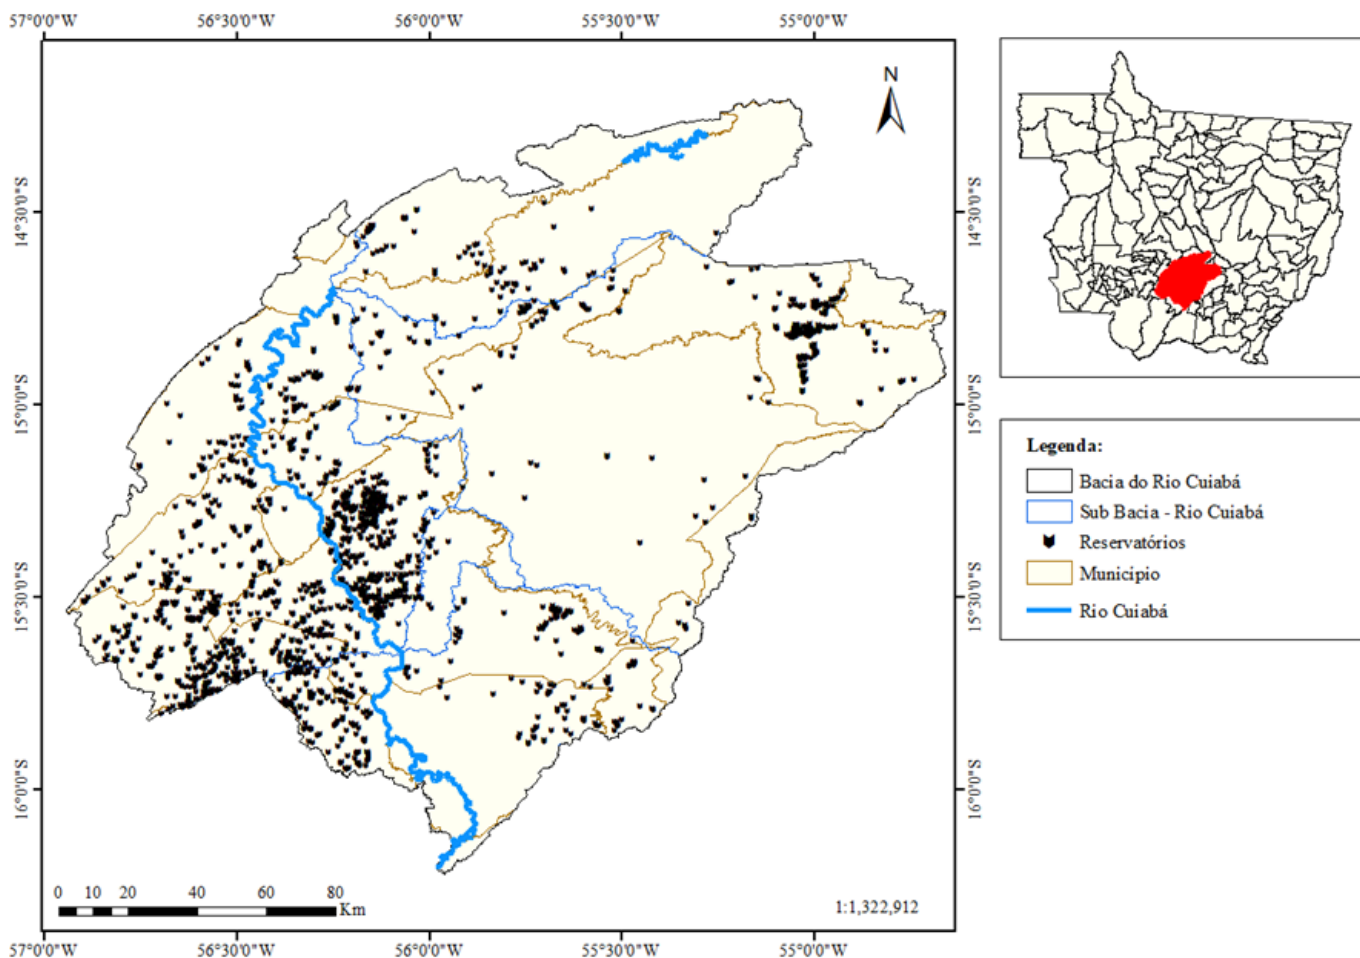 57°0'0"W 56°30'0"W 56°0'0"W 55°30'0"W 55°0'0"W
N
14°30'0"S 14°30'0"S
15°0'0"S 15°0'0"S
15°30'0"S 15°30'0"S
16°0'0"S 16°0'0"S
0 10 20 40 60 80
Km
1:1,322,912
57°0'0"W 56°30'0"W 56°0'0"W 55°30'0"W 55°0'0"W
Legenda:
Bacia do Rio Cuiabá
Sub Bacia - Rio Cuiabá
Reservatórios
Municipio
Rio Cuiabá